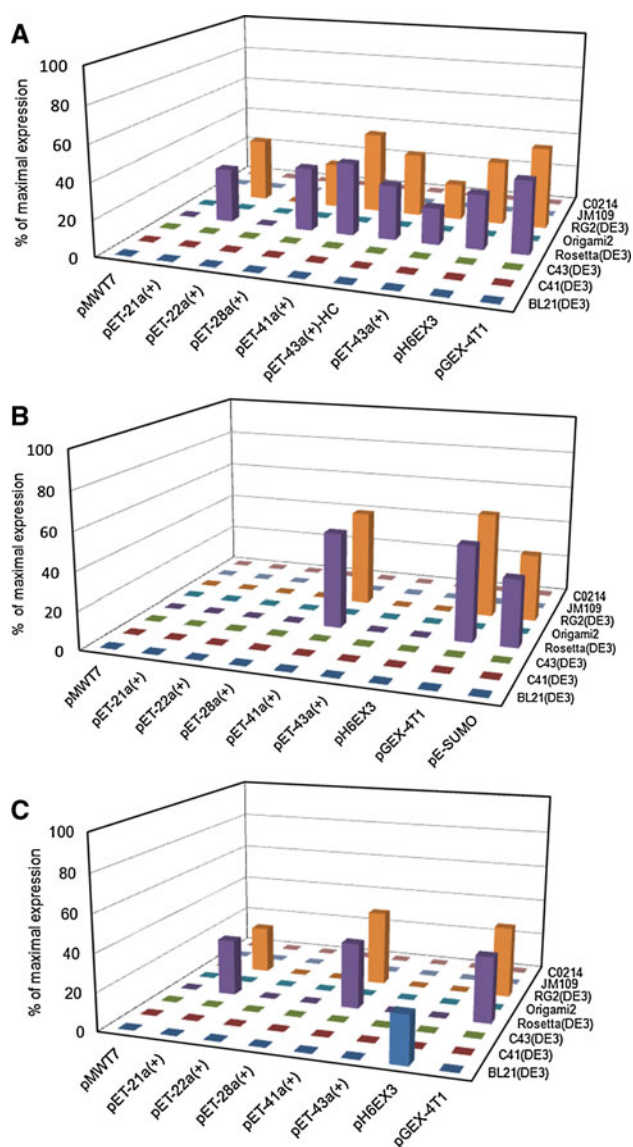 A
% of maximal expression
100
80
60
40
20
0
pMWT7
pET-21a(+)
pET-22a(+)
pET-28a(+)
pET-41a(+)
pET-43a(+)-HC
pET-43a(+)
pH6EX3
pGEX-4T1
C0214
JM109
RG2(DE3)
Origami2
Rosetta(DE3)
C43(DE3)
C41(DE3)
BL21(DE3)
B
% of maximal expression
100
80
60
40
20
0
pMWT7
pET-21a(+)
pET-22a(+)
pET-28a(+)
pET-41a(+)
pET-43a(+)
pH6EX3
pGEX-4T1
pE-SUMO
C0214
JM109
RG2(DE3)
Origami2
Rosetta(DE3)
C43(DE3)
C41(DE3)
BL21(DE3)
C
% of maximal expression
100
80
60
40
20
0
pMWT7
pET-21a(+)
pET-22a(+)
pET-28a(+)
pET-41a(+)
pET-43a(+)
pH6EX3
pGEX-4T1
C0214
JM109
RG2(DE3)
Origami2
Rosetta(DE3)
C43(DE3)
C41(DE3)
BL21(DE3)